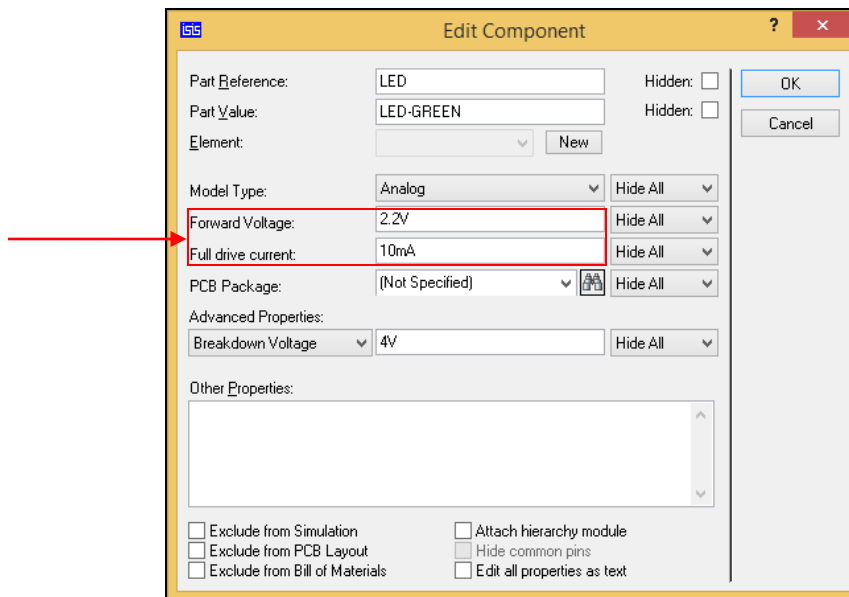 isis Edit Component ? ×
Part Reference: LED Hidden: OK
Part Value: LED-GREEN Hidden: Cancel
Element: New
Model Type: Analog Hide All
Forward Voltage: 2.2V Hide All
Full drive current: 10mA Hide All
PCB Package: (Not Specified) Hide All
Advanced Properties:
Breakdown Voltage 4V Hide All
Other Properties:
Exclude from Simulation Attach hierarchy module
Exclude from PCB Layout Hide common pins
Exclude from Bill of Materials Edit all properties as text